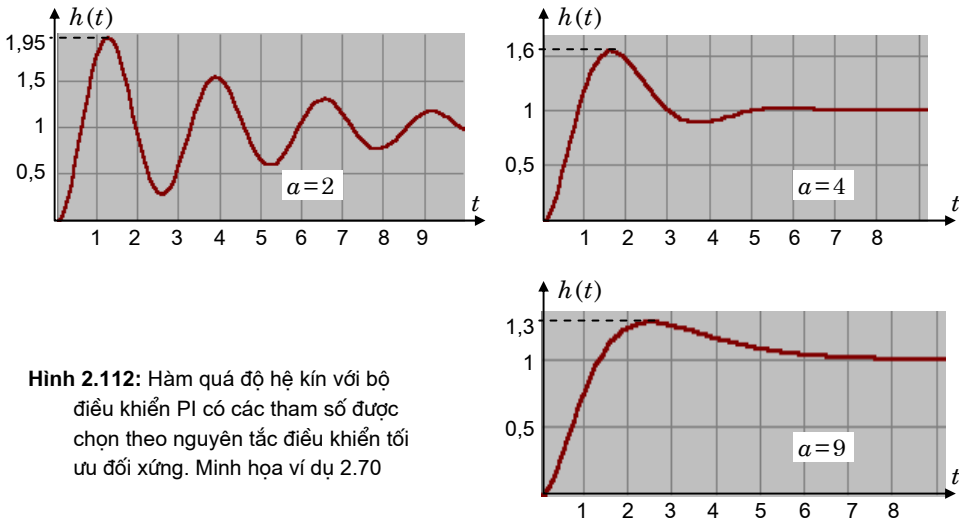 h(t)
1,95
1,5
1
0,5
a=2
t
1 2 3 4 5 6 7 8 9
h(t)
1,6
1
0,5
a=4
t
1 2 3 4 5 6 7 8
h(t)
1,3
1
0,5
a=9
t
1 2 3 4 5 6 7 8
Hình 2.112: Hàm quá độ hệ kín với bộ
điều khiển PI có các tham số được
chọn theo nguyên tắc điều khiển tối
ưu đối xứng. Minh họa ví dụ 2.70